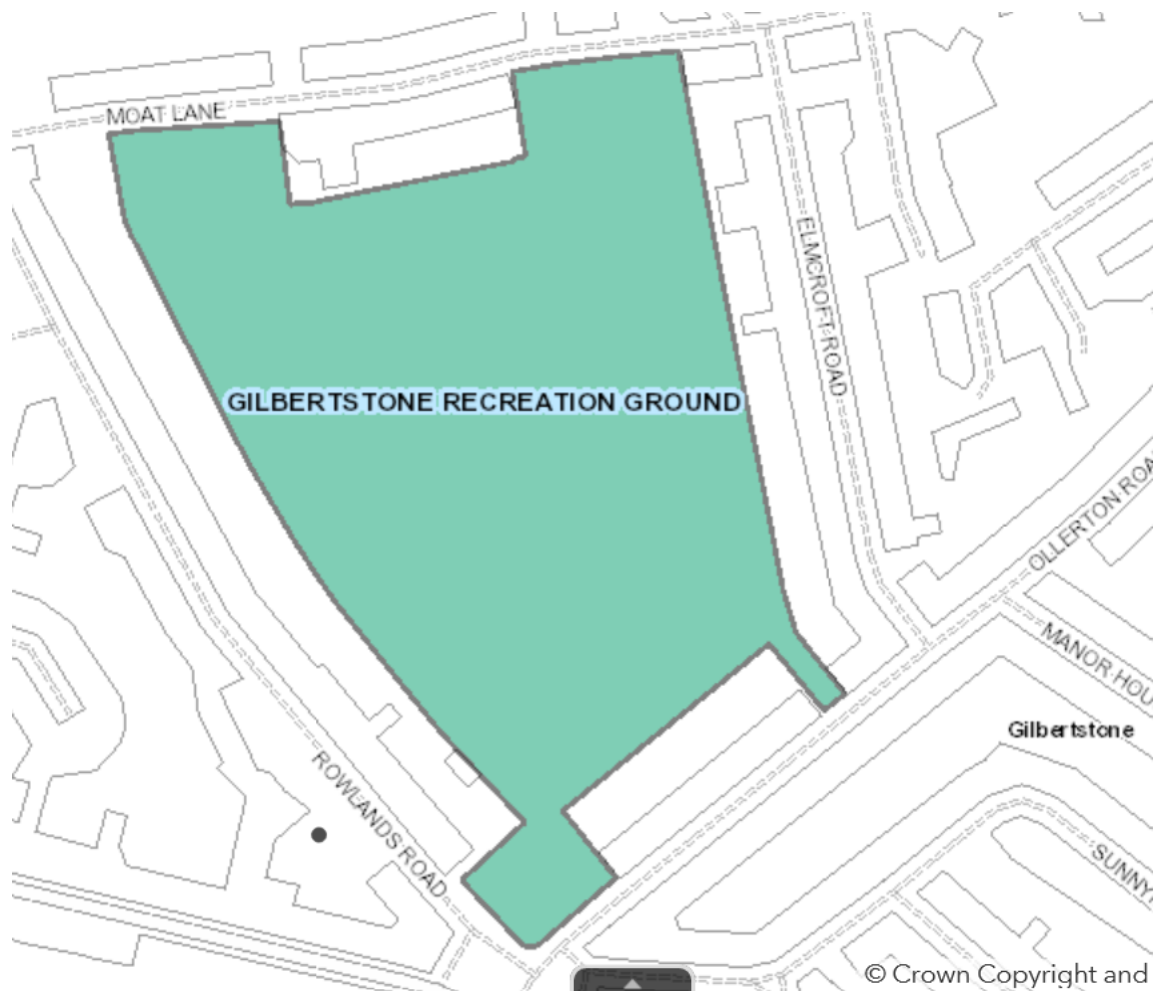 MOAT LANE
ELMCROFT ROAD
GILBERTSTONE RECREATION GROUND
OLLERTON ROA
MANOR HOU
Gilbertstone
ROWLANDS ROAD
SUNNY
© Crown Copyright and